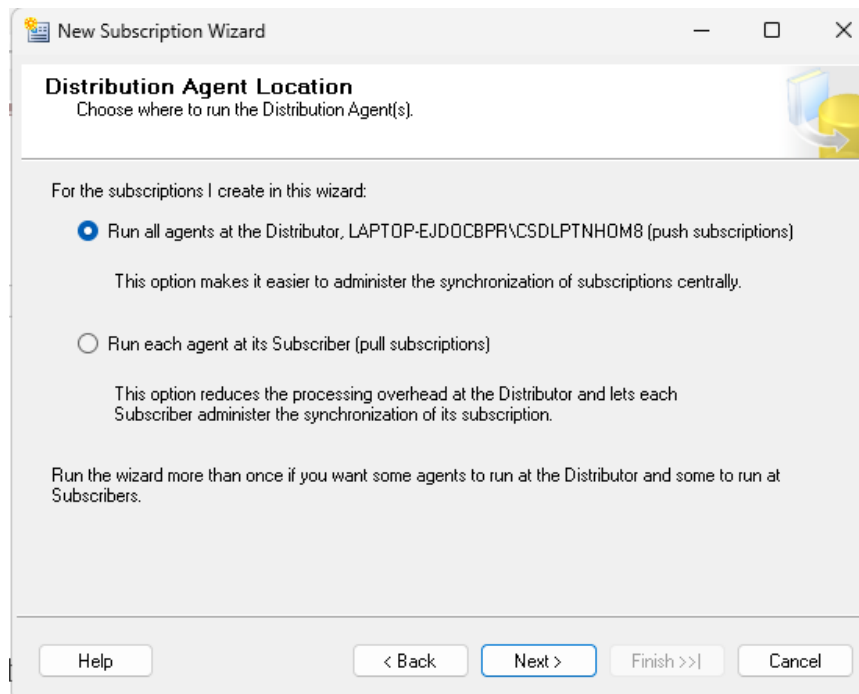 New Subscription Wizard
Distribution Agent Location
Choose where to run the Distribution Agent(s).
For the subscriptions I create in this wizard:
Run all agents at the Distributor, LAPTOP-EJDOCBPR\CSDLPTNHOM8 (push subscriptions)
This option makes it easier to administer the synchronization of subscriptions centrally.
Run each agent at its Subscriber (pull subscriptions)
This option reduces the processing overhead at the Distributor and lets each
Subscriber administer the synchronization of its subscription.
Run the wizard more than once if you want some agents to run at the Distributor and some to run at
Subscribers.
Help
< Back
Next >
Finish >>|
Cancel